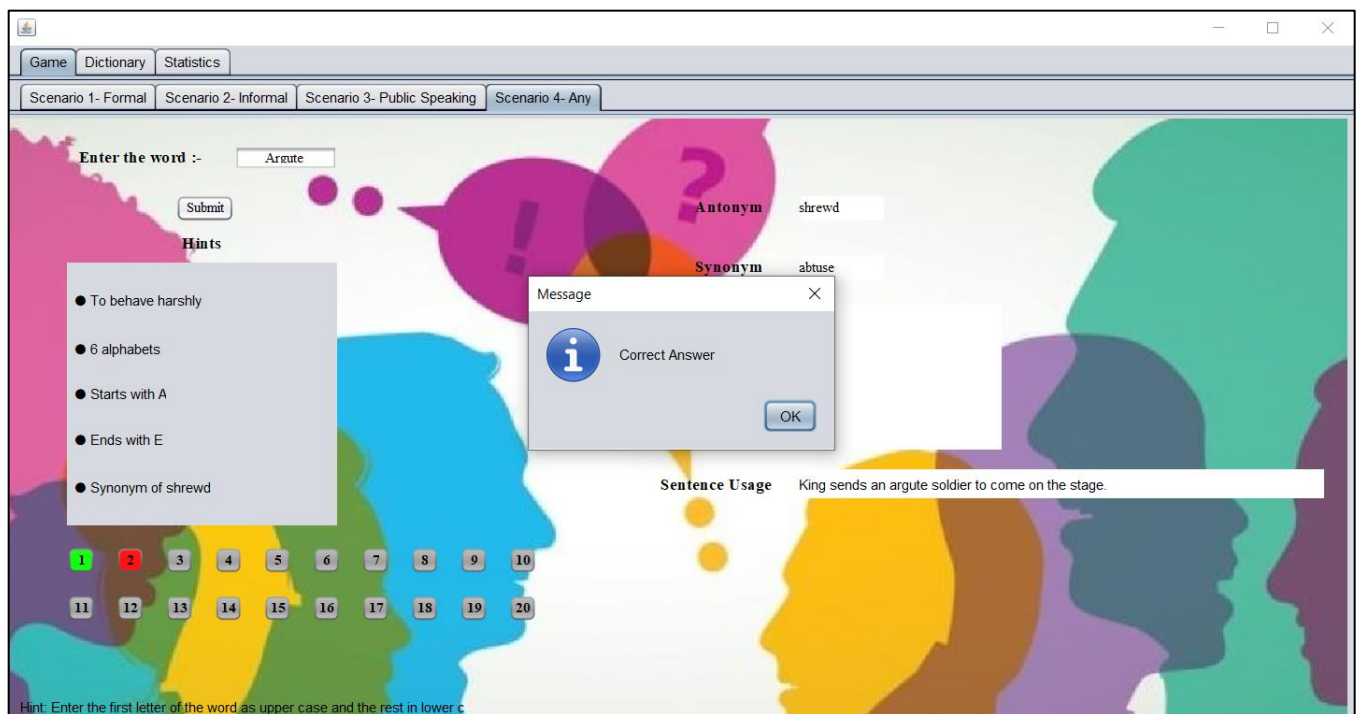 Game Dictionary Statistics
Scenario 1- Formal Scenario 2- Informal Scenario 3- Public Speaking Scenario 4- Any
Enter the word :- Argute
Submit
Antonym shrewd
Hints
Synonym abtuse
Message
● To behave harshly
● 6 alphabets
Correct Answer
● Starts with A
OK
● Ends with E
● Synonym of shrewd
Sentence Usage King sends an argute soldier to come on the stage.
1 2 3 4 5 6 7 8 9 10
11 12 13 14 15 16 17 18 19 20
Hint: Enter the first letter of the word as upper case and the rest in lower c
! ?